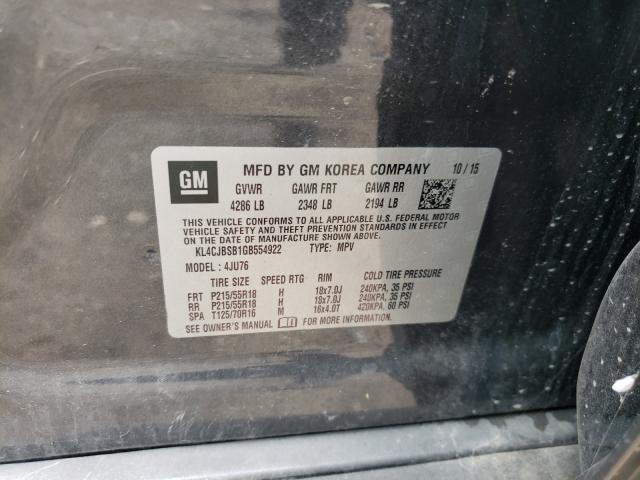 GM MFD BY GM KOREA COMPANY 10/15
GVWR GAWR FRT GAWR RR
4286 LB 2348 LB 2194 LB
THIS VEHICLE CONFORMS TO ALL APPLICABLE U.S. FEDERAL MOTOR
VEHICLE SAFETY AND THEFT PREVENTION STANDARDS IN EFFECT
ON THE DATE OF MANUFACTURE SHOWN ABOVE.
KL4CJBSB1GB554922 TYPE: MPV
MODEL: 4JU76
TIRE SIZE SPEED RTG RIM COLD TIRE PRESSURE
FRT P215/55R18 H 18x7.0J 240KPA, 35 PSI
RR P215/55R18 H 18x7.0J 240KPA, 35 PSI
SPA T125/70R16 M 16x4.0T 420KPA, 60 PSI
SEE OWNER'S MANUAL FOR MORE INFORMATION.